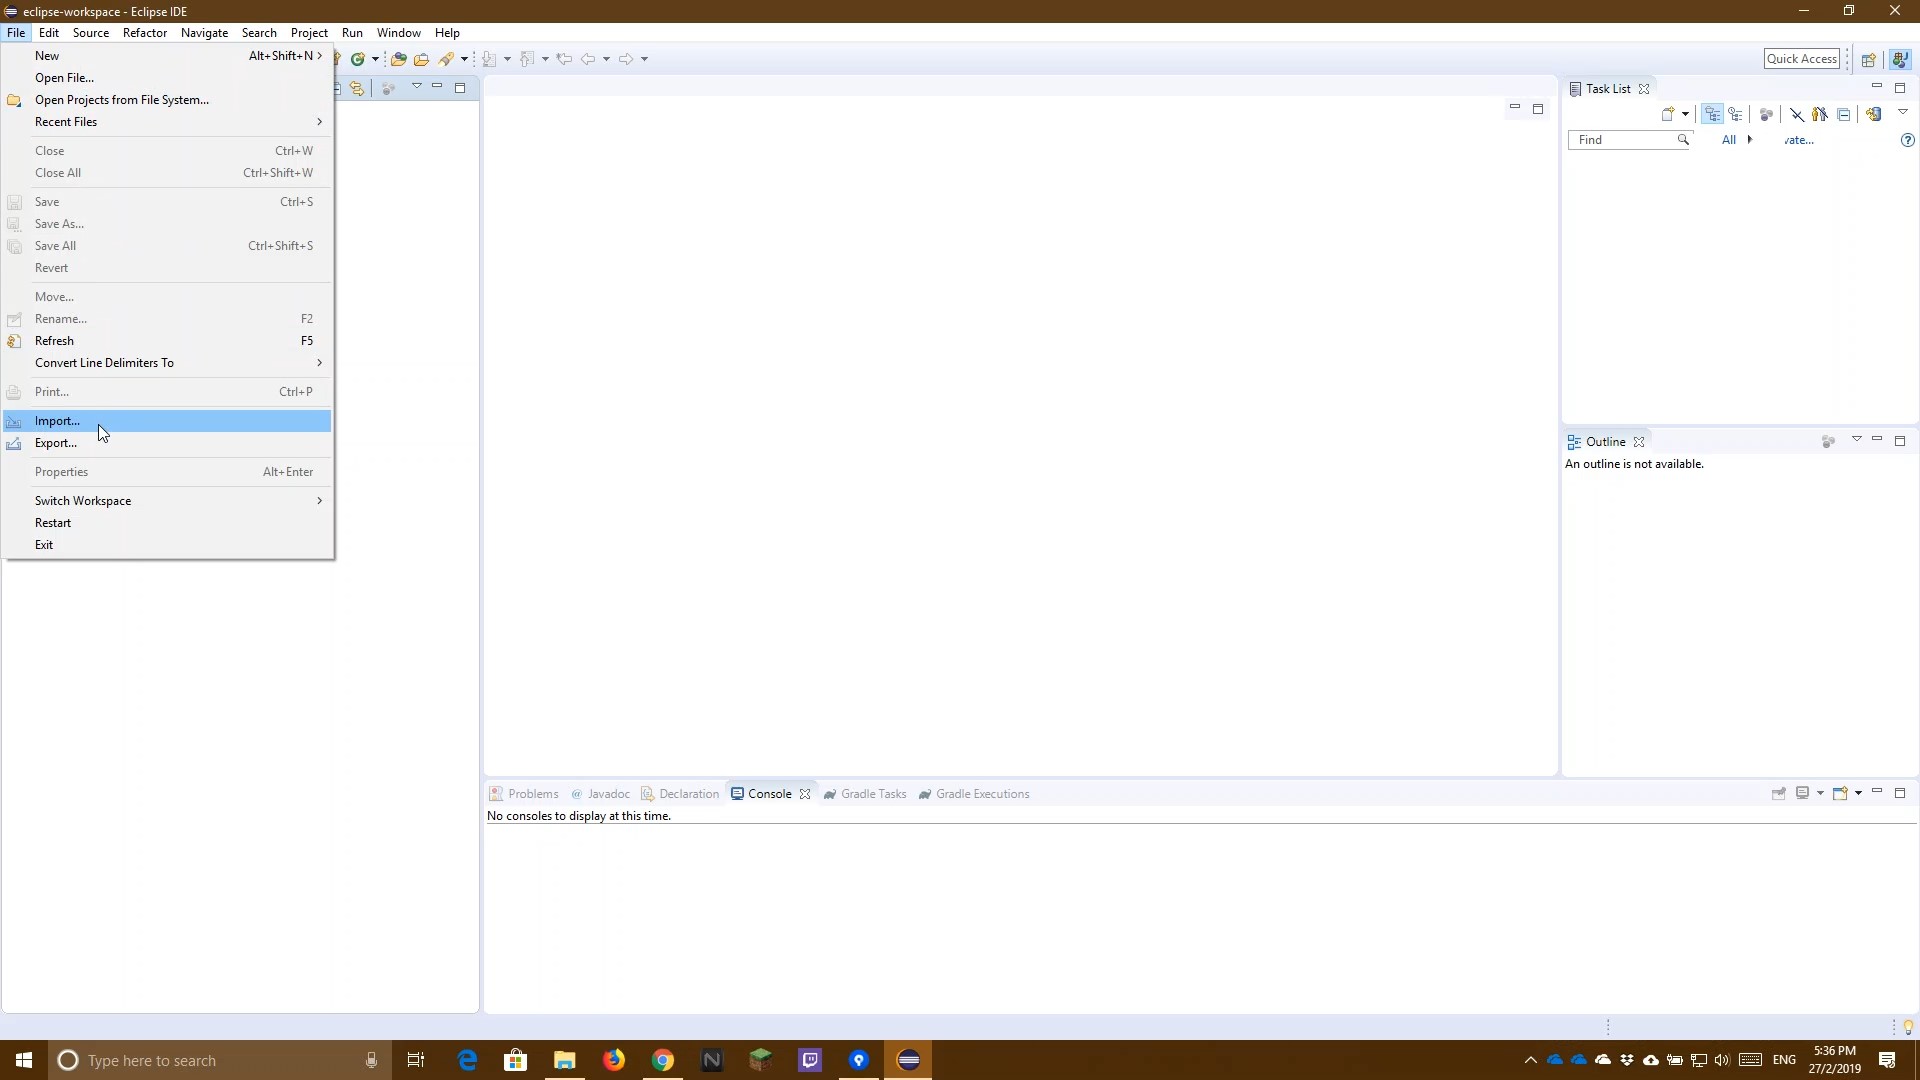 eclipse-workspace - Eclipse IDE
File Edit Source Refactor Navigate Search Project Run Window Help
New Alt+Shift+N
Open File...
Open Projects from File System...
Recent Files
Close Ctrl+W
Close All Ctrl+Shift+W
Save Ctrl+S
Save As...
Save All Ctrl+Shift+S
Revert
Move...
Rename... F2
Refresh F5
Convert Line Delimiters To
Print... Ctrl+P
Import...
Export...
Properties Alt+Enter
Switch Workspace
Restart
Exit
Quick Access
Task List
Find All vate...
Outline
An outline is not available.
Problems @ Javadoc Declaration Console Gradle Tasks Gradle Executions
No consoles to display at this time.
Type here to search
ENG
5:36 PM
27/2/2019